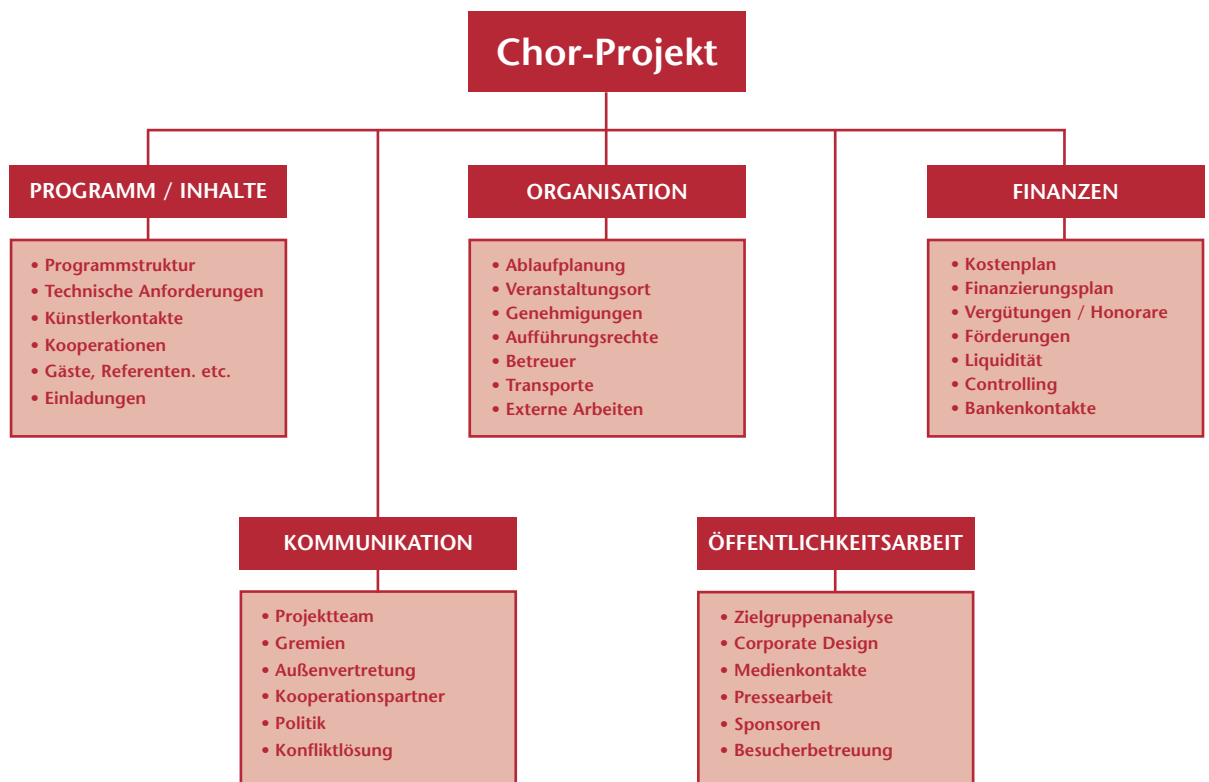 Chor-Projekt
PROGRAMM / INHALTE
• Programmstruktur
• Technische Anforderungen
• Künstlerkontakte
• Kooperationen
• Gäste, Referenten. etc.
• Einladungen
ORGANISATION
• Ablaufplanung
• Veranstaltungsort
• Genehmigungen
• Aufführungsrechte
• Betreuer
• Transporte
• Externe Arbeiten
FINANZEN
• Kostenplan
• Finanzierungsplan
• Vergütungen / Honorare
• Förderungen
• Liquidität
• Controlling
• Bankenkontakte
KOMMUNIKATION
• Projektteam
• Gremien
• Außenvertretung
• Kooperationspartner
• Politik
• Konfliktlösung
ÖFFENTLICHKEITSARBEIT
• Zielgruppenanalyse
• Corporate Design
• Medienkontakte
• Pressearbeit
• Sponsoren
• Besucherbetreuung